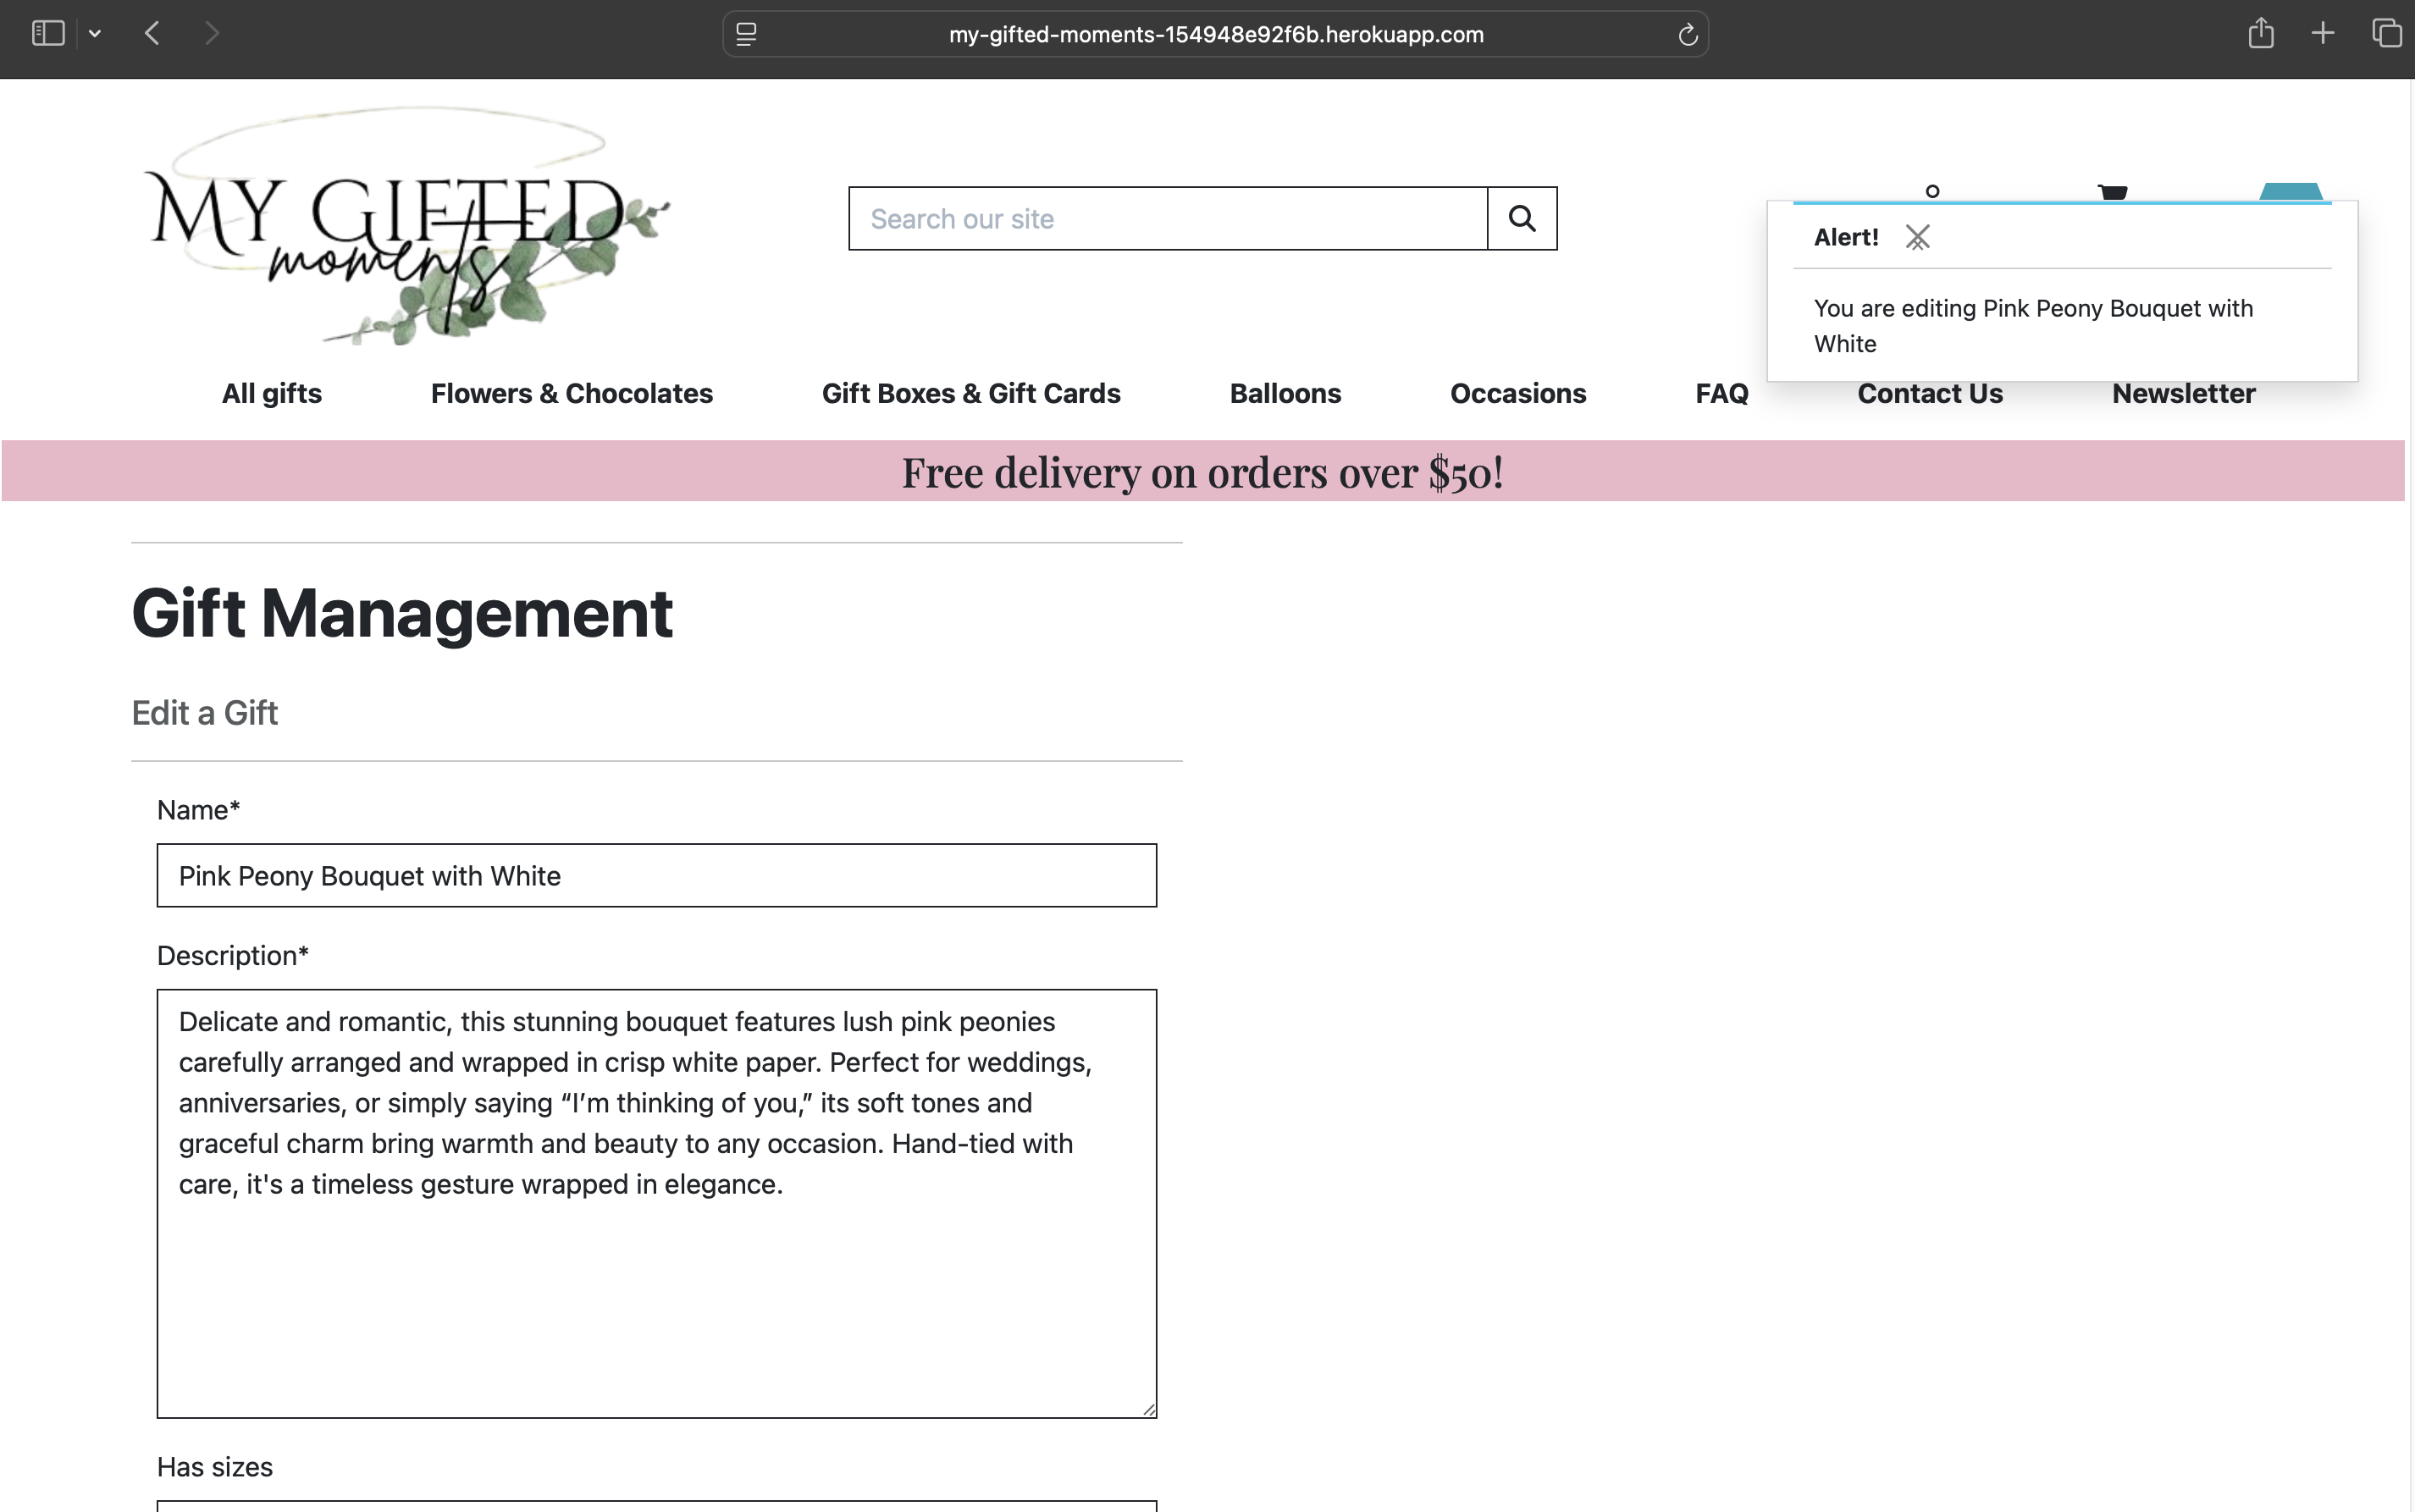 my-gifted-moments-154948e92f6b.herokuapp.com
MY GIFTED
moments
Search our site
Alert!
You are editing Pink Peony Bouquet with
White
All gifts
Flowers & Chocolates
Gift Boxes & Gift Cards
Balloons
Occasions
FAQ
Contact Us
Newsletter
Free delivery on orders over $50!
Gift Management
Edit a Gift
Name*
Pink Peony Bouquet with White
Description*
Delicate and romantic, this stunning bouquet features lush pink peonies
carefully arranged and wrapped in crisp white paper. Perfect for weddings,
anniversaries, or simply saying “I’m thinking of you,” its soft tones and
graceful charm bring warmth and beauty to any occasion. Hand-tied with
care, it's a timeless gesture wrapped in elegance.
Has sizes